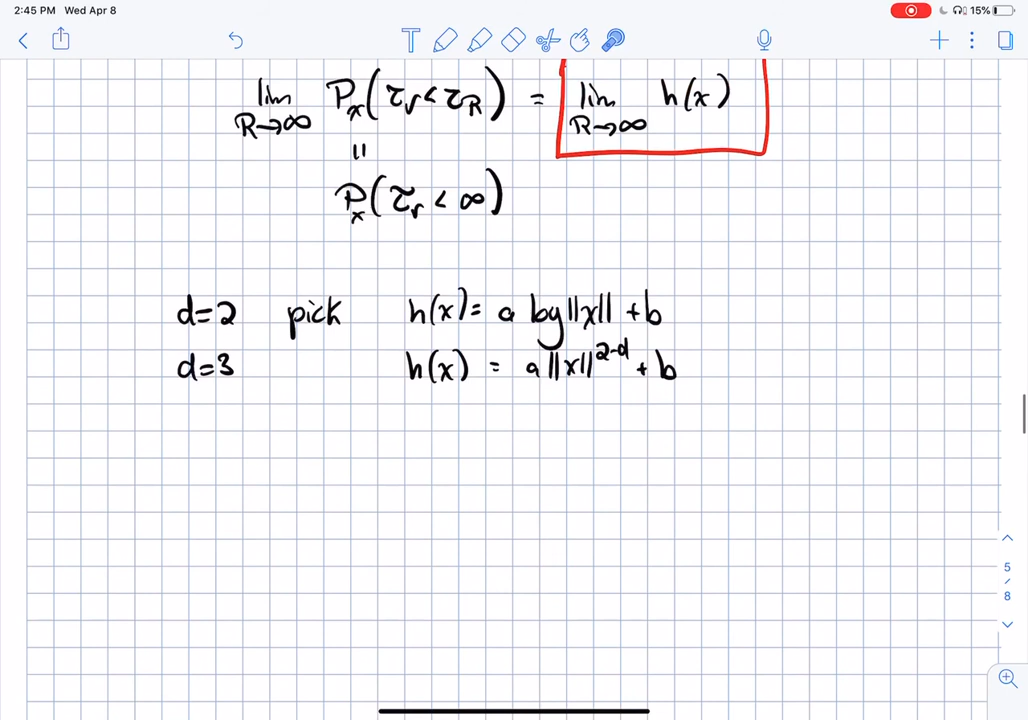 2:45 PM Wed Apr 8
15%
T
lim P_x(τ_r < τ_R) = lim h(x)
R→∞ R→∞
=
P_x(τ_r < ∞)
d=2 pick h(x)= a log ||x|| + b
d=3 h(x) = a ||x||^{2-d} + b
5
/
8